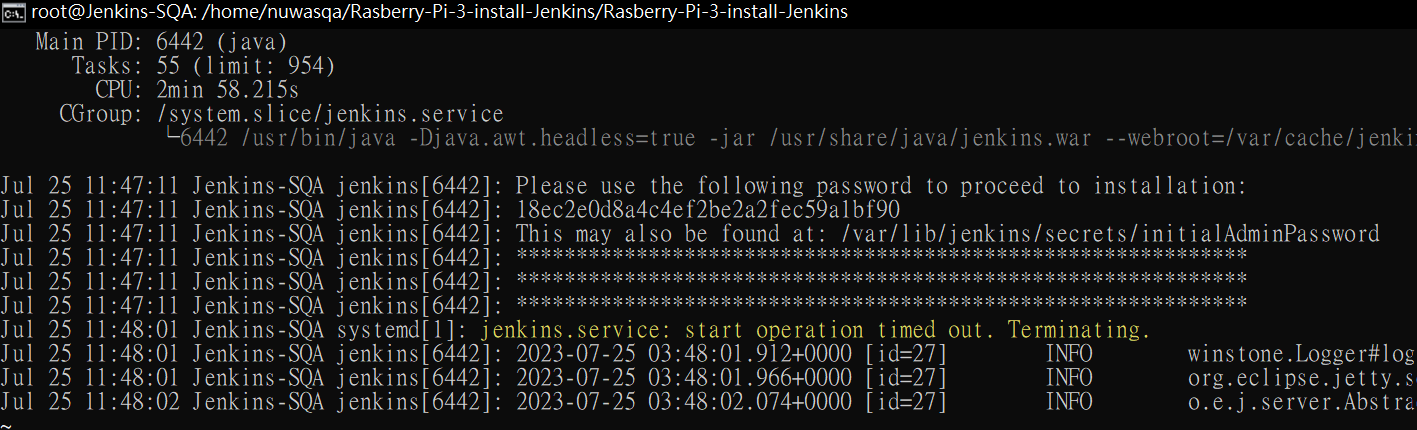 root@Jenkins-SQA: /home/nuwasqa/Rasberry-Pi-3-install-Jenkins/Rasberry-Pi-3-install-Jenkins
Main PID: 6442 (java)
Tasks: 55 (limit: 954)
CPU: 2min 58.215s
CGroup: /system.slice/jenkins.service
└─6442 /usr/bin/java -Djava.awt.headless=true -jar /usr/share/java/jenkins.war --webroot=/var/cache/jenki
Jul 25 11:47:11 Jenkins-SQA jenkins[6442]: Please use the following password to proceed to installation:
Jul 25 11:47:11 Jenkins-SQA jenkins[6442]: 18ec2e0d8a4c4ef2be2a2fec59a1bf90
Jul 25 11:47:11 Jenkins-SQA jenkins[6442]: This may also be found at: /var/lib/jenkins/secrets/initialAdminPassword
Jul 25 11:47:11 Jenkins-SQA jenkins[6442]: *************************************************************
Jul 25 11:47:11 Jenkins-SQA jenkins[6442]: *************************************************************
Jul 25 11:47:11 Jenkins-SQA jenkins[6442]: *************************************************************
Jul 25 11:48:01 Jenkins-SQA systemd[1]: jenkins.service: start operation timed out. Terminating.
Jul 25 11:48:01 Jenkins-SQA jenkins[6442]: 2023-07-25 03:48:01.912+0000 [id=27] INFO winstone.Logger#log
Jul 25 11:48:01 Jenkins-SQA jenkins[6442]: 2023-07-25 03:48:01.966+0000 [id=27] INFO org.eclipse.jetty.s
Jul 25 11:48:02 Jenkins-SQA jenkins[6442]: 2023-07-25 03:48:02.074+0000 [id=27] INFO o.e.j.server.Abstra
~